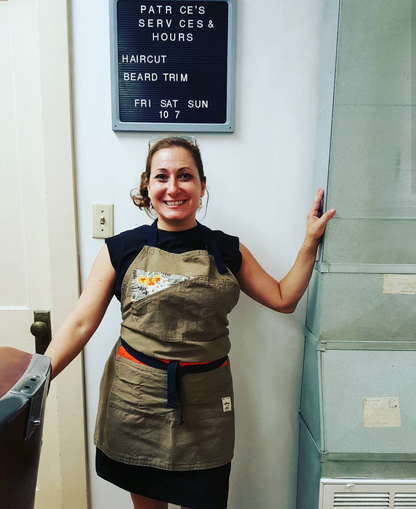 PATR CE'S
SERV CES &
HOURS
HAIRCUT
BEARD TRIM
FRI SAT SUN
10 7